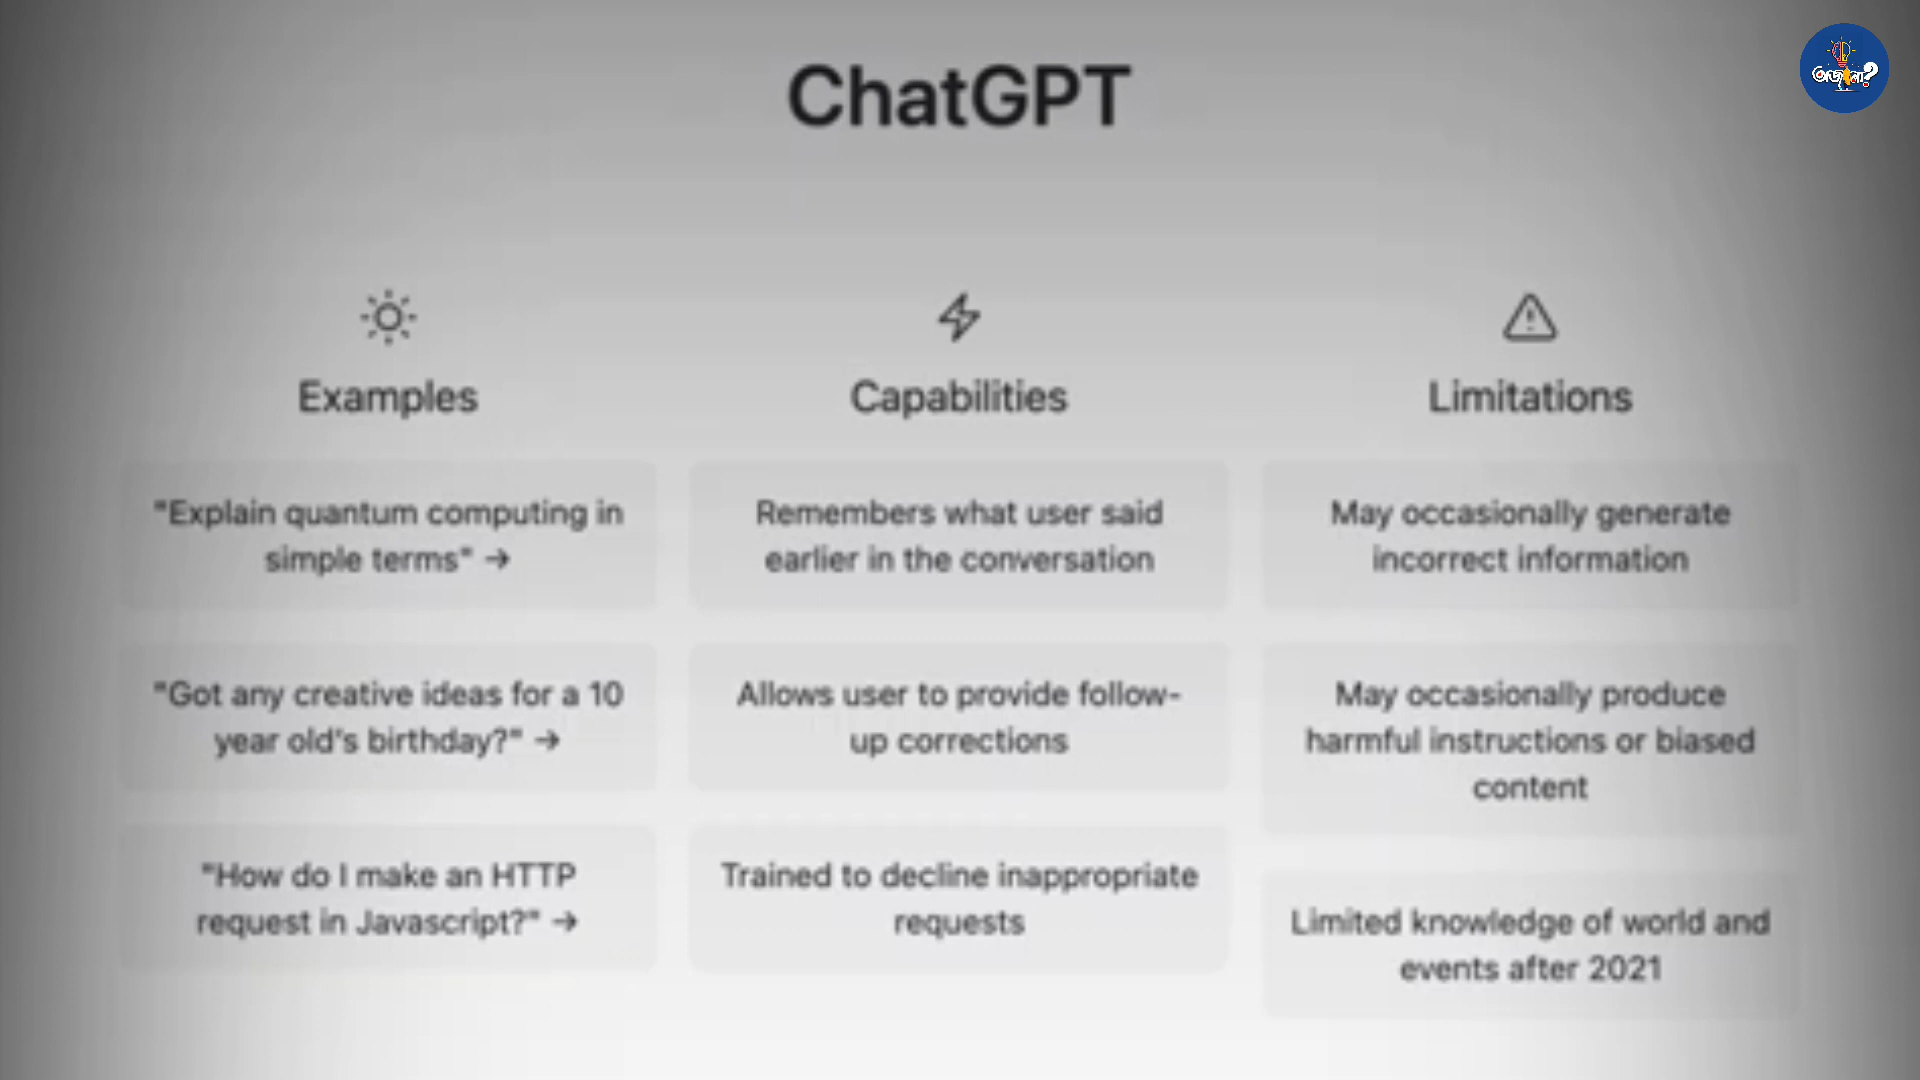 ChatGPT
অজানা?
Examples
"Explain quantum computing in
simple terms" →
"Got any creative ideas for a 10
year old's birthday?" →
"How do I make an HTTP
request in Javascript?" →
Capabilities
Remembers what user said
earlier in the conversation
Allows user to provide follow-
up corrections
Trained to decline inappropriate
requests
Limitations
May occasionally generate
incorrect information
May occasionally produce
harmful instructions or biased
content
Limited knowledge of world and
events after 2021